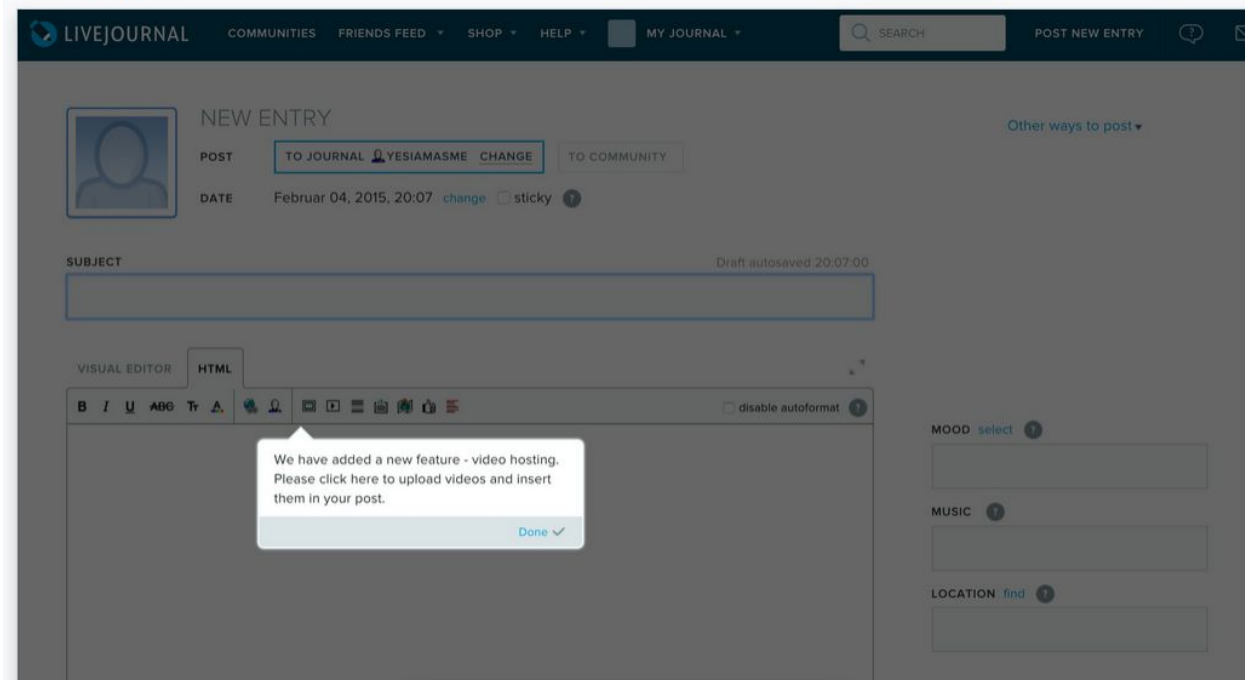 LIVEJOURNAL COMMUNITIES FRIENDS FEED SHOP HELP MY JOURNAL SEARCH POST NEW ENTRY ?
NEW ENTRY
Other ways to post
POST TO JOURNAL YESIAMASME CHANGE TO COMMUNITY
DATE Februar 04, 2015, 20:07 change sticky ?
SUBJECT Draft autosaved 20:07:00
VISUAL EDITOR HTML
B I U ABC Tr A disable autoformat ?
We have added a new feature - video hosting.
Please click here to upload videos and insert
them in your post.
Done
MOOD select ?
MUSIC ?
LOCATION find ?